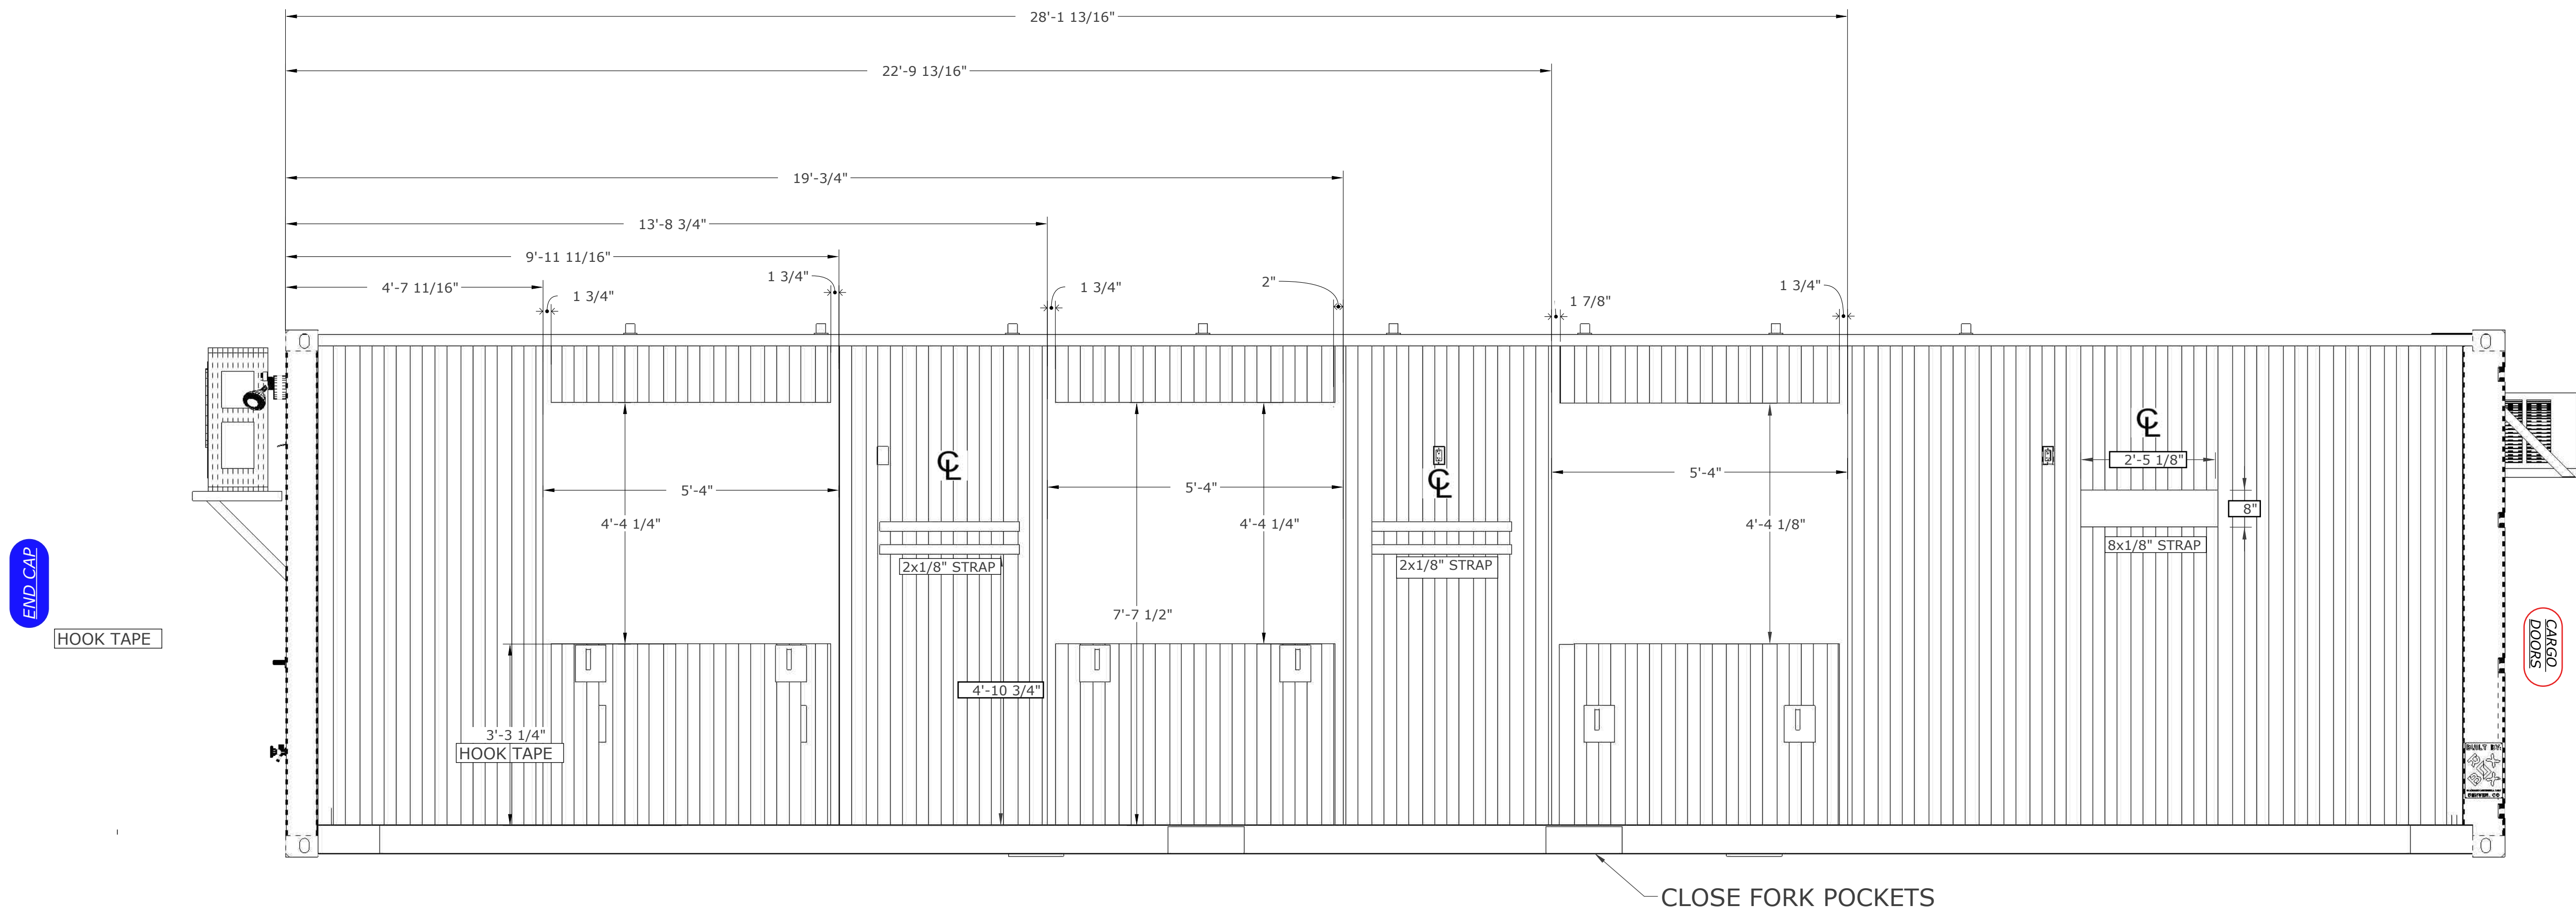 28'-1 13/16"
22'-9 13/16"
19'-3/4"
13'-8 3/4"
9'-11 11/16"
4'-7 11/16"
1 3/4"
1 3/4"
1 3/4"
2"
1 7/8"
1 3/4"
℄
℄
℄
2'-5 1/8"
8"
8x1/8" STRAP
5'-4"
5'-4"
5'-4"
4'-4 1/4"
4'-4 1/4"
4'-4 1/8"
2x1/8" STRAP
2x1/8" STRAP
7'-7 1/2"
4'-10 3/4"
3'-3 1/4"
HOOK TAPE
END CAP
HOOK TAPE
CARGO
DOORS
BUILT BY:
DENVER, CO
CLOSE FORK POCKETS